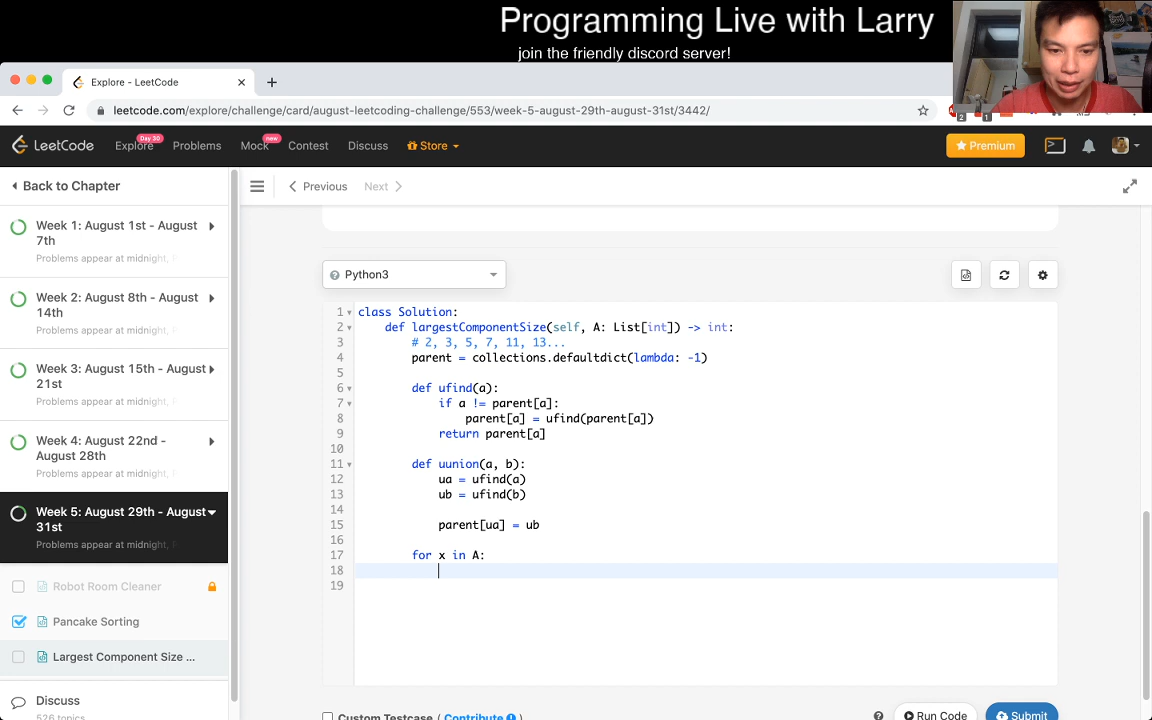 Programming Live with Larry
join the friendly discord server!
Explore - LeetCode
leetcode.com/explore/challenge/card/august-leetcoding-challenge/553/week-5-august-29th-august-31st/3442/
2
1
LeetCode
Explore
Day 30
Problems
Mock
new
Contest
Discuss
Store
Premium
Back to Chapter
Previous
Next
Week 1: August 1st - August
7th
Problems appear at midnight,
Week 2: August 8th - August
14th
Problems appear at midnight,
Week 3: August 15th - August
21st
Problems appear at midnight,
Week 4: August 22nd -
August 28th
Problems appear at midnight,
Week 5: August 29th - August
31st
Problems appear at midnight,
Robot Room Cleaner
Pancake Sorting
Largest Component Size ...
Discuss
526 topics
Python3
1 class Solution:
2 def largestComponentSize(self, A: List[int]) -> int:
3 # 2, 3, 5, 7, 11, 13...
4 parent = collections.defaultdict(lambda: -1)
5
6 def ufind(a):
7 if a != parent[a]:
8 parent[a] = ufind(parent[a])
9 return parent[a]
10
11 def uunion(a, b):
12 ua = ufind(a)
13 ub = ufind(b)
14
15 parent[ua] = ub
16
17 for x in A:
18
19
Custom Testcase ( Contribute )
Run Code
Submit